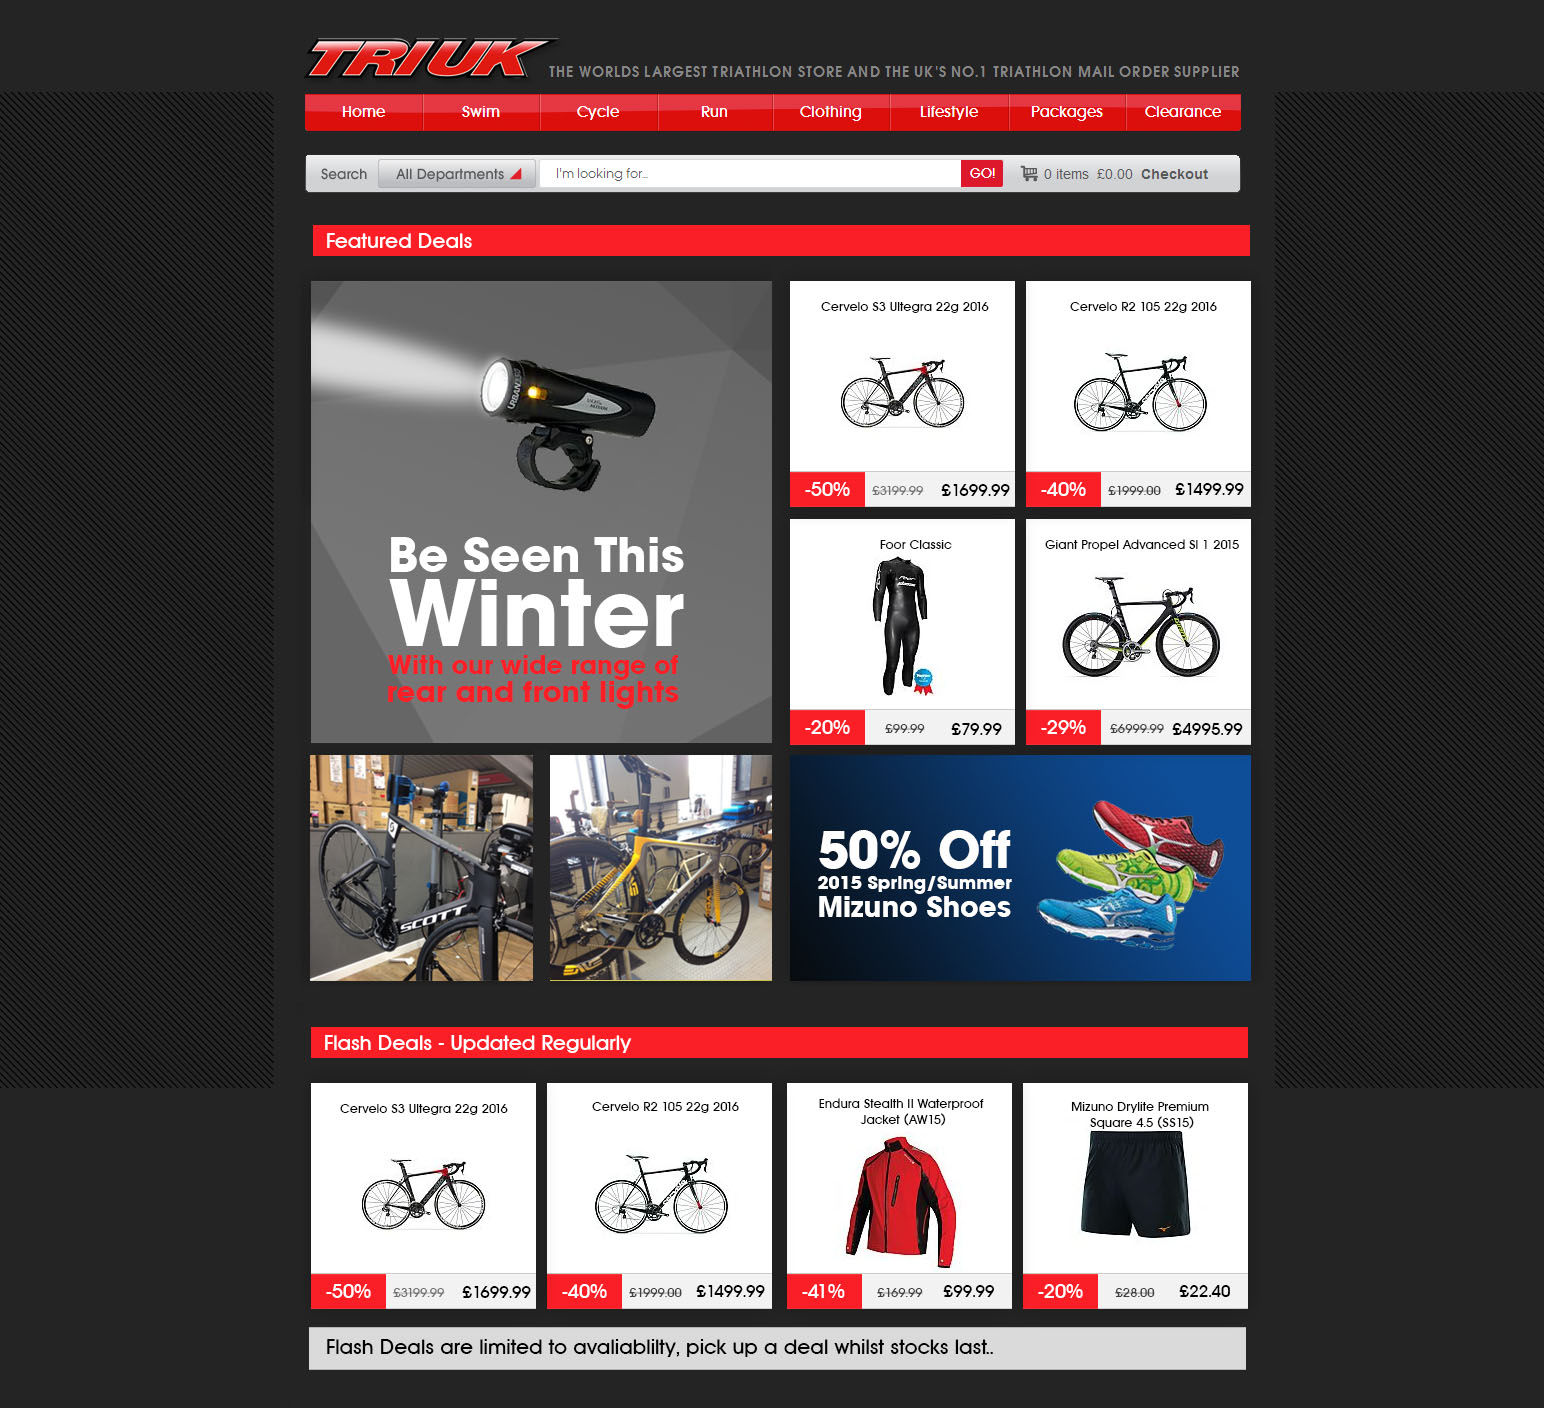 TRIUK
THE WORLDS LARGEST TRIATHLON STORE AND THE UK'S NO.1 TRIATHLON MAIL ORDER SUPPLIER
Home Swim Cycle Run Clothing Lifestyle Packages Clearance
Search All Departments I'm looking for... GO! 0 items £0.00 Checkout
Featured Deals
URBAN
Be Seen This
Winter
With our wide range of
rear and front lights
Cervelo S3 Ultegra 22g 2016
-50% £3199.99 £1699.99
Cervelo R2 105 22g 2016
-40% £1999.00 £1499.99
Foor Classic
-20% £99.99 £79.99
Giant Propel Advanced Sl 1 2015
-29% £6999.99 £4995.99
SCOTT
50% Off
2015 Spring/Summer
Mizuno Shoes
Flash Deals - Updated Regularly
Cervelo S3 Ultegra 22g 2016
-50% £3199.99 £1699.99
Cervelo R2 105 22g 2016
-40% £1999.00 £1499.99
Endura Stealth II Waterproof
Jacket (AW15)
-41% £169.99 £99.99
Mizuno Drylite Premium
Square 4.5 (SS15)
-20% £28.00 £22.40
Flash Deals are limited to avaliablilty, pick up a deal whilst stocks last..